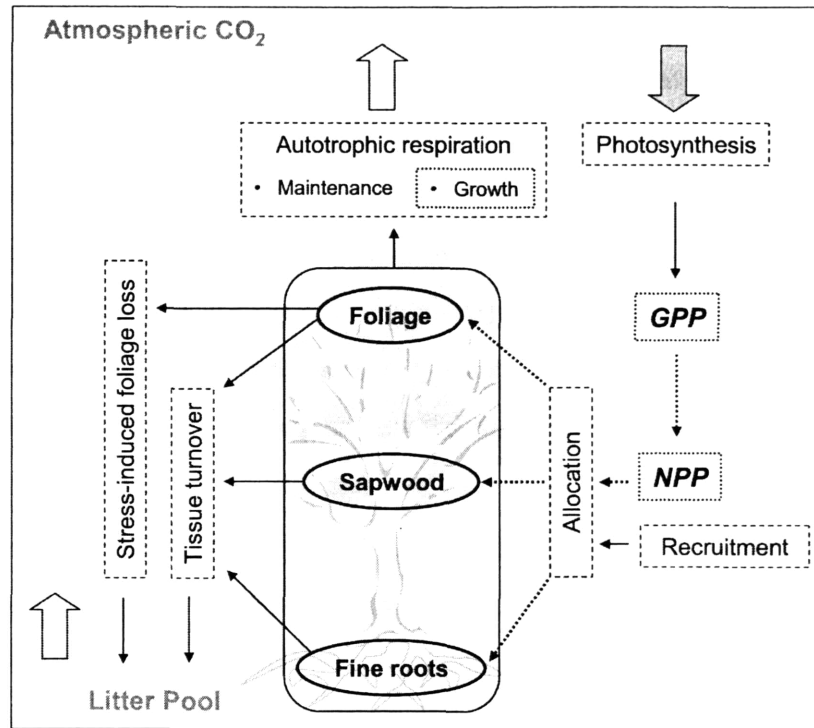 Atmospheric CO₂
Autotrophic respiration
• Maintenance
• Growth
Photosynthesis
Stress-induced foliage loss
Tissue turnover
Foliage
Sapwood
Fine roots
Allocation
GPP
NPP
Recruitment
Litter Pool